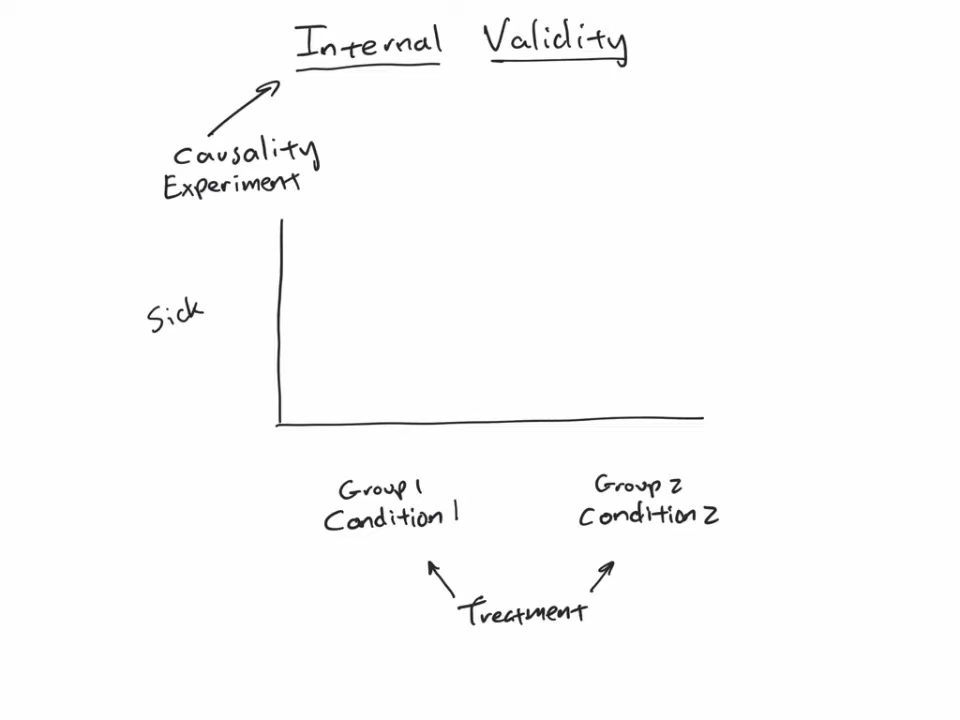 Internal Validity
Causality
Experiment
Sick
Group 1
Condition 1
Group 2
Condition 2
Treatment